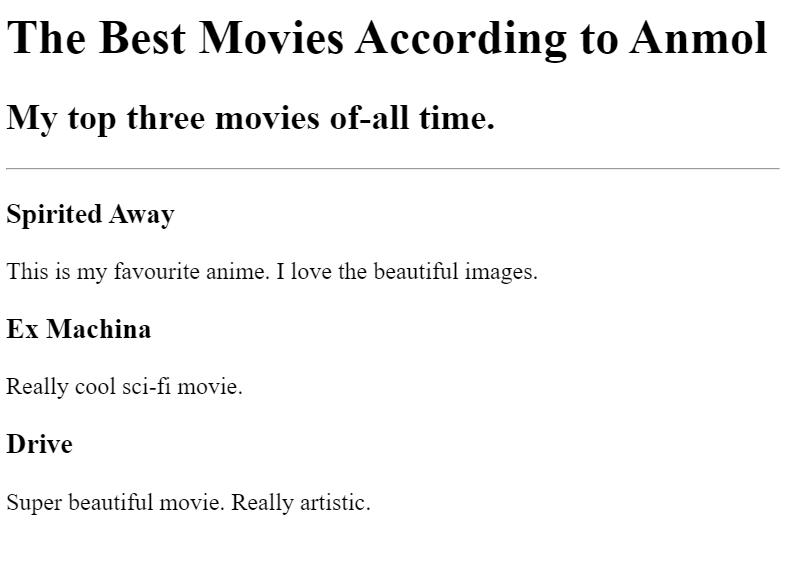 The Best Movies According to Anmol
My top three movies of-all time.
Spirited Away
This is my favourite anime. I love the beautiful images.
Ex Machina
Really cool sci-fi movie.
Drive
Super beautiful movie. Really artistic.